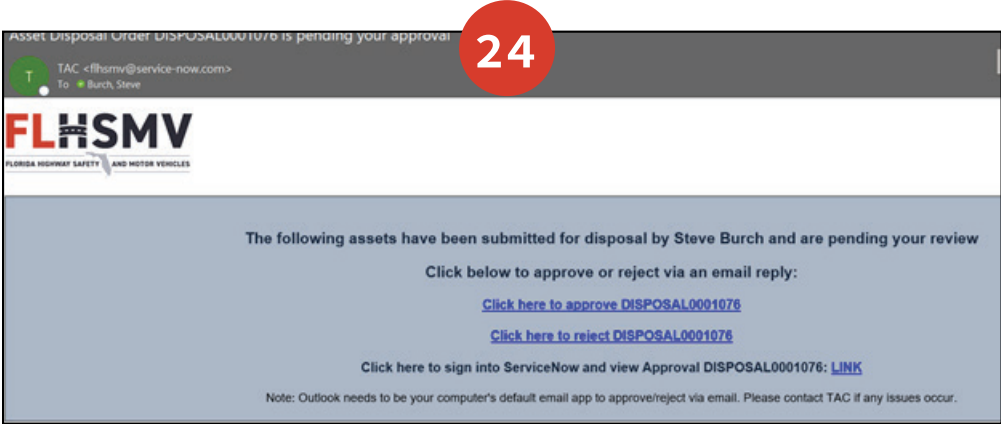 Asset Disposal Order DISPOSAL0001076 is pending your approval
24
T
TAC <flhsmv@service-now.com>
To Burch, Steve
FLHSMV
FLORIDA HIGHWAY SAFETY AND MOTOR VEHICLES
The following assets have been submitted for disposal by Steve Burch and are pending your review
Click below to approve or reject via an email reply:
Click here to approve DISPOSAL0001076
Click here to reject DISPOSAL0001076
Click here to sign into ServiceNow and view Approval DISPOSAL0001076: LINK
Note: Outlook needs to be your computer's default email app to approve/reject via email. Please contact TAC if any issues occur.